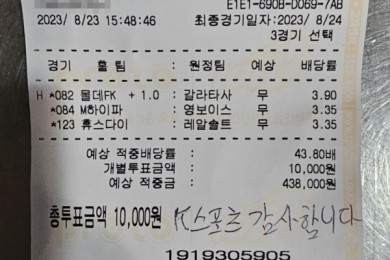 E1E1-690B-D069-7AB
2023/ 8/23 15:48:46 최종경기일자:2023/ 8/24
3경기 선택
경기 홈 팀 : 원정팀 예상 배당률
H *082 몰데FK + 1.0 : 갈라타사 무 3.90
*084 M하이파 : 영보이스 무 3.35
*123 휴스다이 : 레알솔트 무 3.35
예상 적중배당률 : 43.80배
개별투표금액 : 10,000원
예상 적중금 : 438,000원
총투표금액 10,000원 K스포츠 감사합니다
1919305905